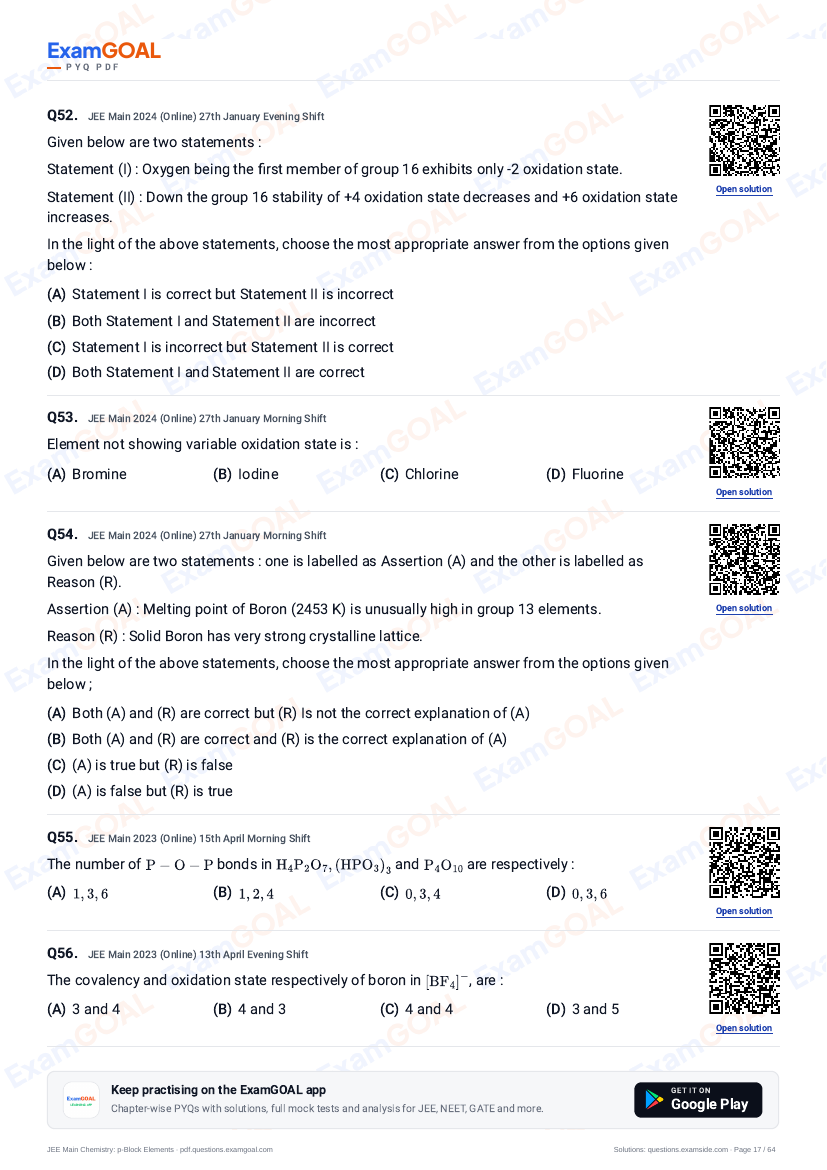 ExamGOAL
PYQ PDF
Q52. JEE Main 2024 (Online) 27th January Evening Shift
Given below are two statements :
Statement (I) : Oxygen being the first member of group 16 exhibits only -2 oxidation state.
Statement (II) : Down the group 16 stability of +4 oxidation state decreases and +6 oxidation state
increases.
In the light of the above statements, choose the most appropriate answer from the options given
below :
(A) Statement I is correct but Statement II is incorrect
(B) Both Statement I and Statement II are incorrect
(C) Statement I is incorrect but Statement II is correct
(D) Both Statement I and Statement II are correct
Open solution
Q53. JEE Main 2024 (Online) 27th January Morning Shift
Element not showing variable oxidation state is :
(A) Bromine (B) Iodine (C) Chlorine (D) Fluorine
Open solution
Q54. JEE Main 2024 (Online) 27th January Morning Shift
Given below are two statements : one is labelled as Assertion (A) and the other is labelled as
Reason (R).
Assertion (A) : Melting point of Boron (2453 K) is unusually high in group 13 elements.
Reason (R) : Solid Boron has very strong crystalline lattice.
In the light of the above statements, choose the most appropriate answer from the options given
below ;
(A) Both (A) and (R) are correct but (R) Is not the correct explanation of (A)
(B) Both (A) and (R) are correct and (R) is the correct explanation of (A)
(C) (A) is true but (R) is false
(D) (A) is false but (R) is true
Open solution
Q55. JEE Main 2023 (Online) 15th April Morning Shift
The number of P − O − P bonds in H₄P₂O₇, (HPO₃)₃ and P₄O₁₀ are respectively :
(A) 1, 3, 6 (B) 1, 2, 4 (C) 0, 3, 4 (D) 0, 3, 6
Open solution
Q56. JEE Main 2023 (Online) 13th April Evening Shift
The covalency and oxidation state respectively of boron in [BF₄]⁻, are :
(A) 3 and 4 (B) 4 and 3 (C) 4 and 4 (D) 3 and 5
Open solution
ExamGOAL
Keep practising on the ExamGOAL app
Chapter-wise PYQs with solutions, full mock tests and analysis for JEE, NEET, GATE and more.
GET IT ON
Google Play
JEE Main Chemistry: p-Block Elements · pdf.questions.examgoal.com
Solutions: questions.examside.com · Page 17 / 64